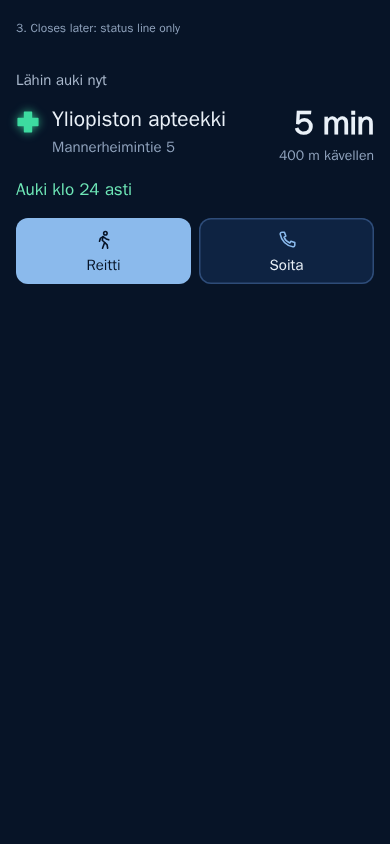 3. Closes later: status line only
Lähin auki nyt
Yliopiston apteekki
Mannerheimintie 5
5 min
400 m kävellen
Auki klo 24 asti
Reitti
Soita